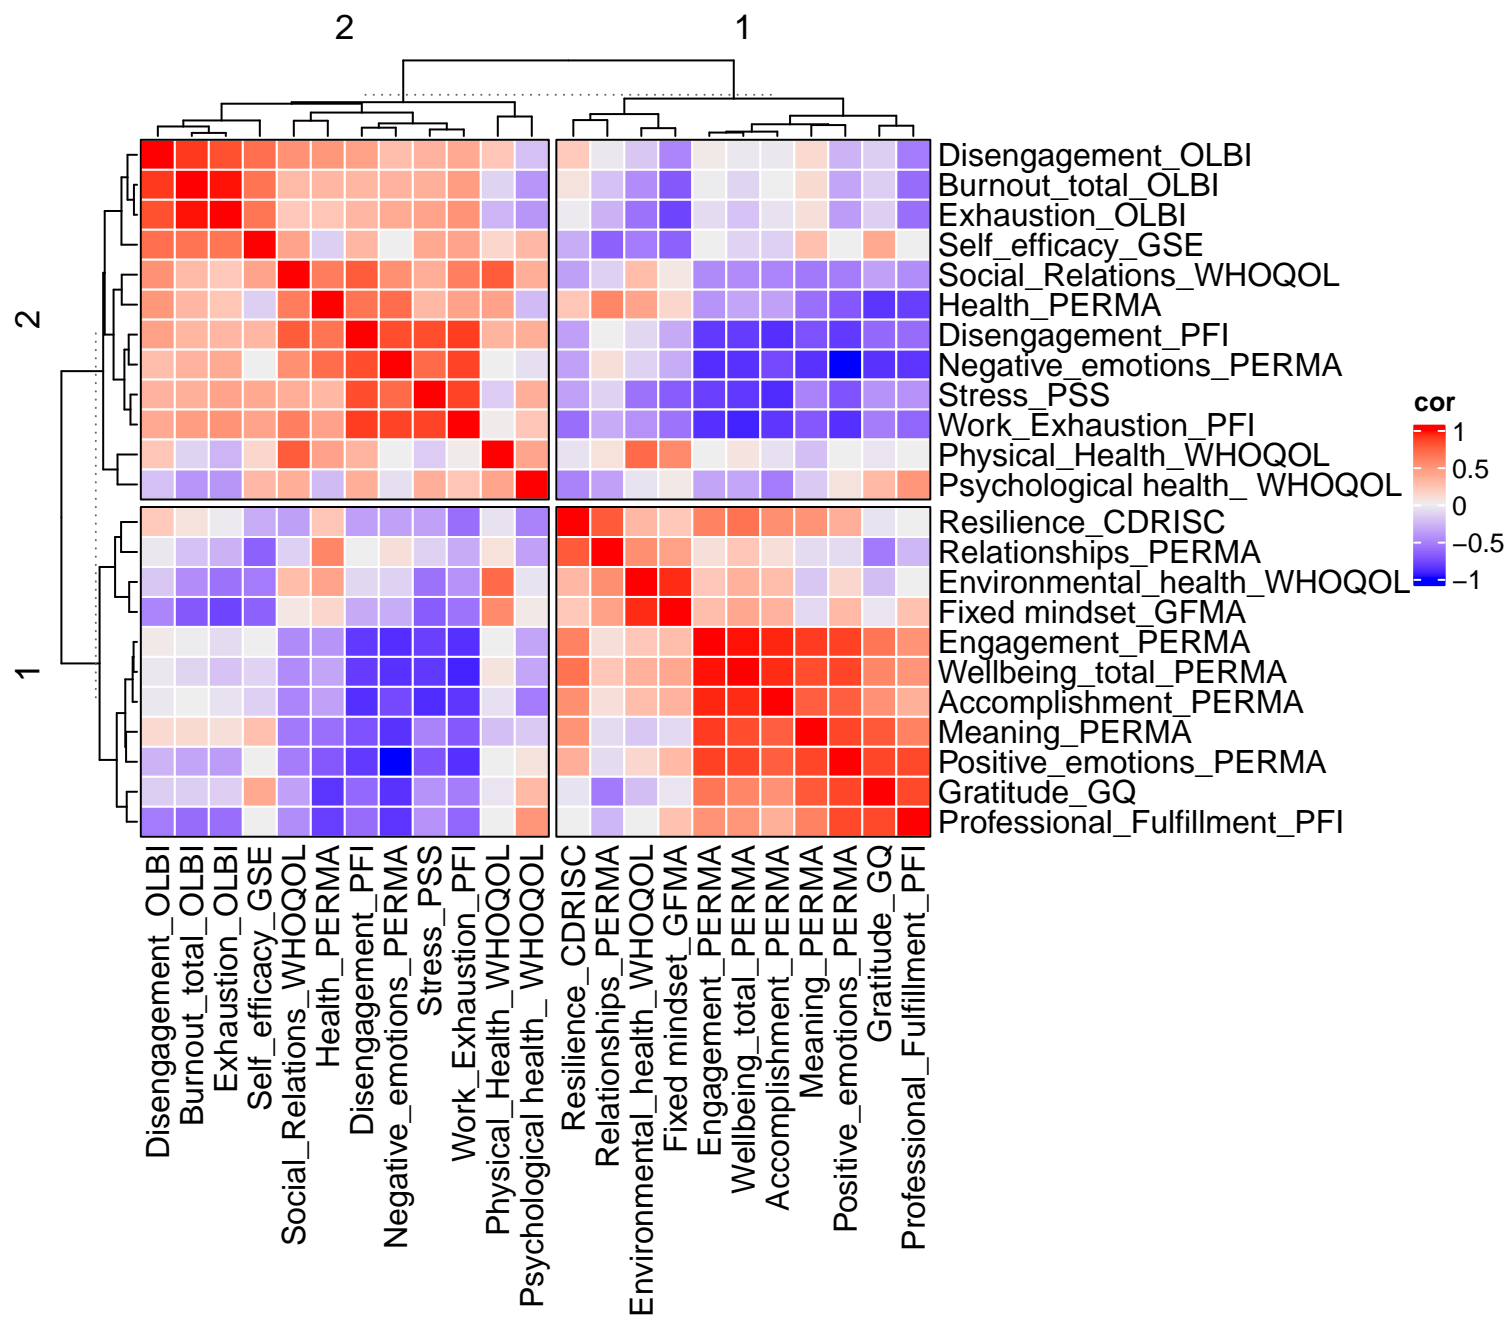 2 1
Disengagement_OLBI
Burnout_total_OLBI
Exhaustion_OLBI
Self_efficacy_GSE
Social_Relations_WHOQOL
Health_PERMA
Disengagement_PFI
Negative_emotions_PERMA
Stress_PSS
Work_Exhaustion_PFI
Physical_Health_WHOQOL
Psychological health_ WHOQOL
Resilience_CDRISC
Relationships_PERMA
Environmental_health_WHOQOL
Fixed mindset_GFMA
Engagement_PERMA
Wellbeing_total_PERMA
Accomplishment_PERMA
Meaning_PERMA
Positive_emotions_PERMA
Gratitude_GQ
Professional_Fulfillment_PFI
2
1
cor
1
0.5
0
−0.5
−1
Disengagement_OLBI
Burnout_total_OLBI
Exhaustion_OLBI
Self_efficacy_GSE
Social_Relations_WHOQOL
Health_PERMA
Disengagement_PFI
Negative_emotions_PERMA
Stress_PSS
Work_Exhaustion_PFI
Physical_Health_WHOQOL
Psychological health_ WHOQOL
Resilience_CDRISC
Relationships_PERMA
Environmental_health_WHOQOL
Fixed mindset_GFMA
Engagement_PERMA
Wellbeing_total_PERMA
Accomplishment_PERMA
Meaning_PERMA
Positive_emotions_PERMA
Gratitude_GQ
Professional_Fulfillment_PFI